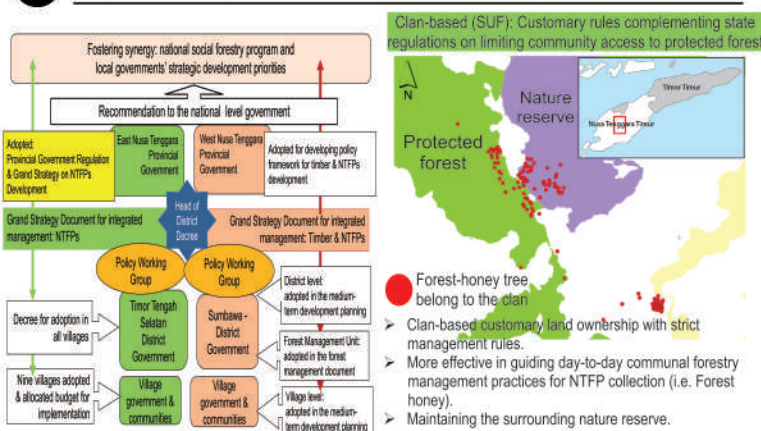 Fostering synergy: national social forestry program and
local governments' strategic development priorities
Recommendation to the national level government
Adopted:
Provincial Government Regulation
& Grand Strategy on NTFPs
Development
East Nusa Tenggara
Provincial
Government
West Nusa Tenggara
Provincial
Government
Adopted for developing policy
framework for timber & NTFPs
development
Head of
District
Decree
Grand Strategy Document for integrated
management: NTFPs
Grand Strategy Document for integrated
management: Timber & NTFPs
Policy Working
Group
Policy Working
Group
District level:
adopted in the medium-
term development planning
Decree for adoption in
all villages
Timor Tengah
Selatan
District
Government
Sumbawa -
District
Government
Forest Management Unit:
adopted in the forest
management document
Nine villages adopted
& allocated budget for
implementation
Village
government &
communities
Village
government &
communities
Village level:
adopted in the medium-
term development planning
Clan-based (SUF): Customary rules complementing state
regulations on limiting community access to protected forest
N
Nature
reserve
Protected
forest
Timor Timur
Nusa Tenggara Timur
Forest-honey tree
belong to the clan
➢ Clan-based customary land ownership with strict
management rules.
➢ More effective in guiding day-to-day communal forestry
management practices for NTFP collection (i.e. Forest
honey).
➢ Maintaining the surrounding nature reserve.